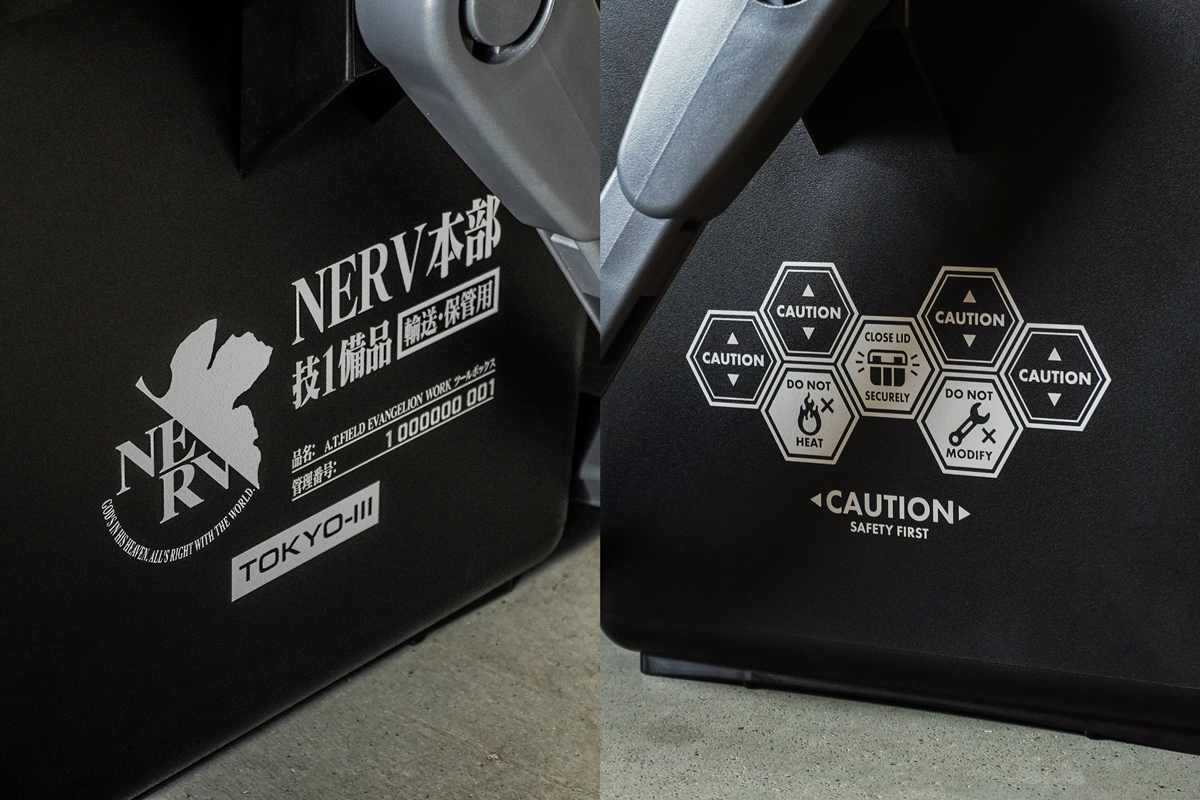 NERV
GOD'S IN HIS HEAVEN. ALL'S RIGHT WITH THE WORLD.
NERV本部
技1備品 輸送・保管用
品名: A.T.FIELD EVANGELION WORK ツールボックス
管理番号: 1 000000 001
TOKYO-III
CAUTION
CAUTION
CLOSE LID
SECURELY
CAUTION
CAUTION
DO NOT
HEAT
DO NOT
MODIFY
CAUTION
SAFETY FIRST